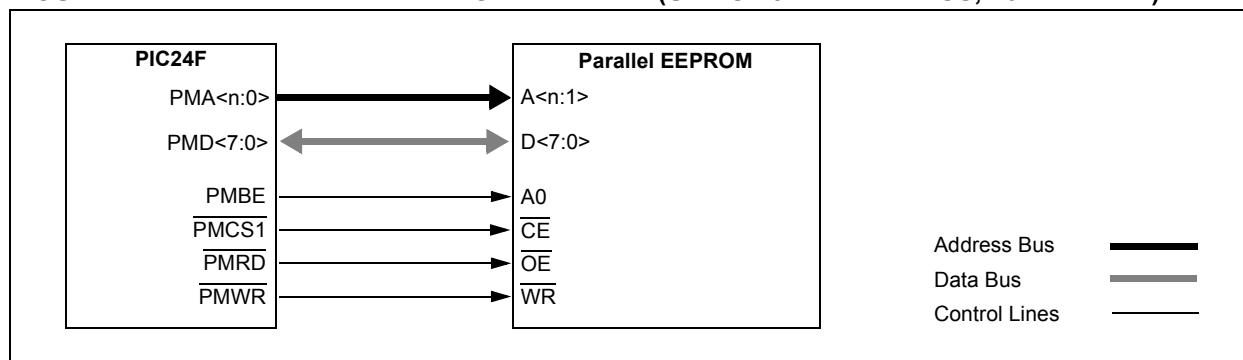 PIC24F
Parallel EEPROM
PMA<n:0>
A<n:1>
PMD<7:0>
D<7:0>
PMBE
A0
PMCS1
CE
PMRD
OE
PMWR
WR
Address Bus
Data Bus
Control Lines